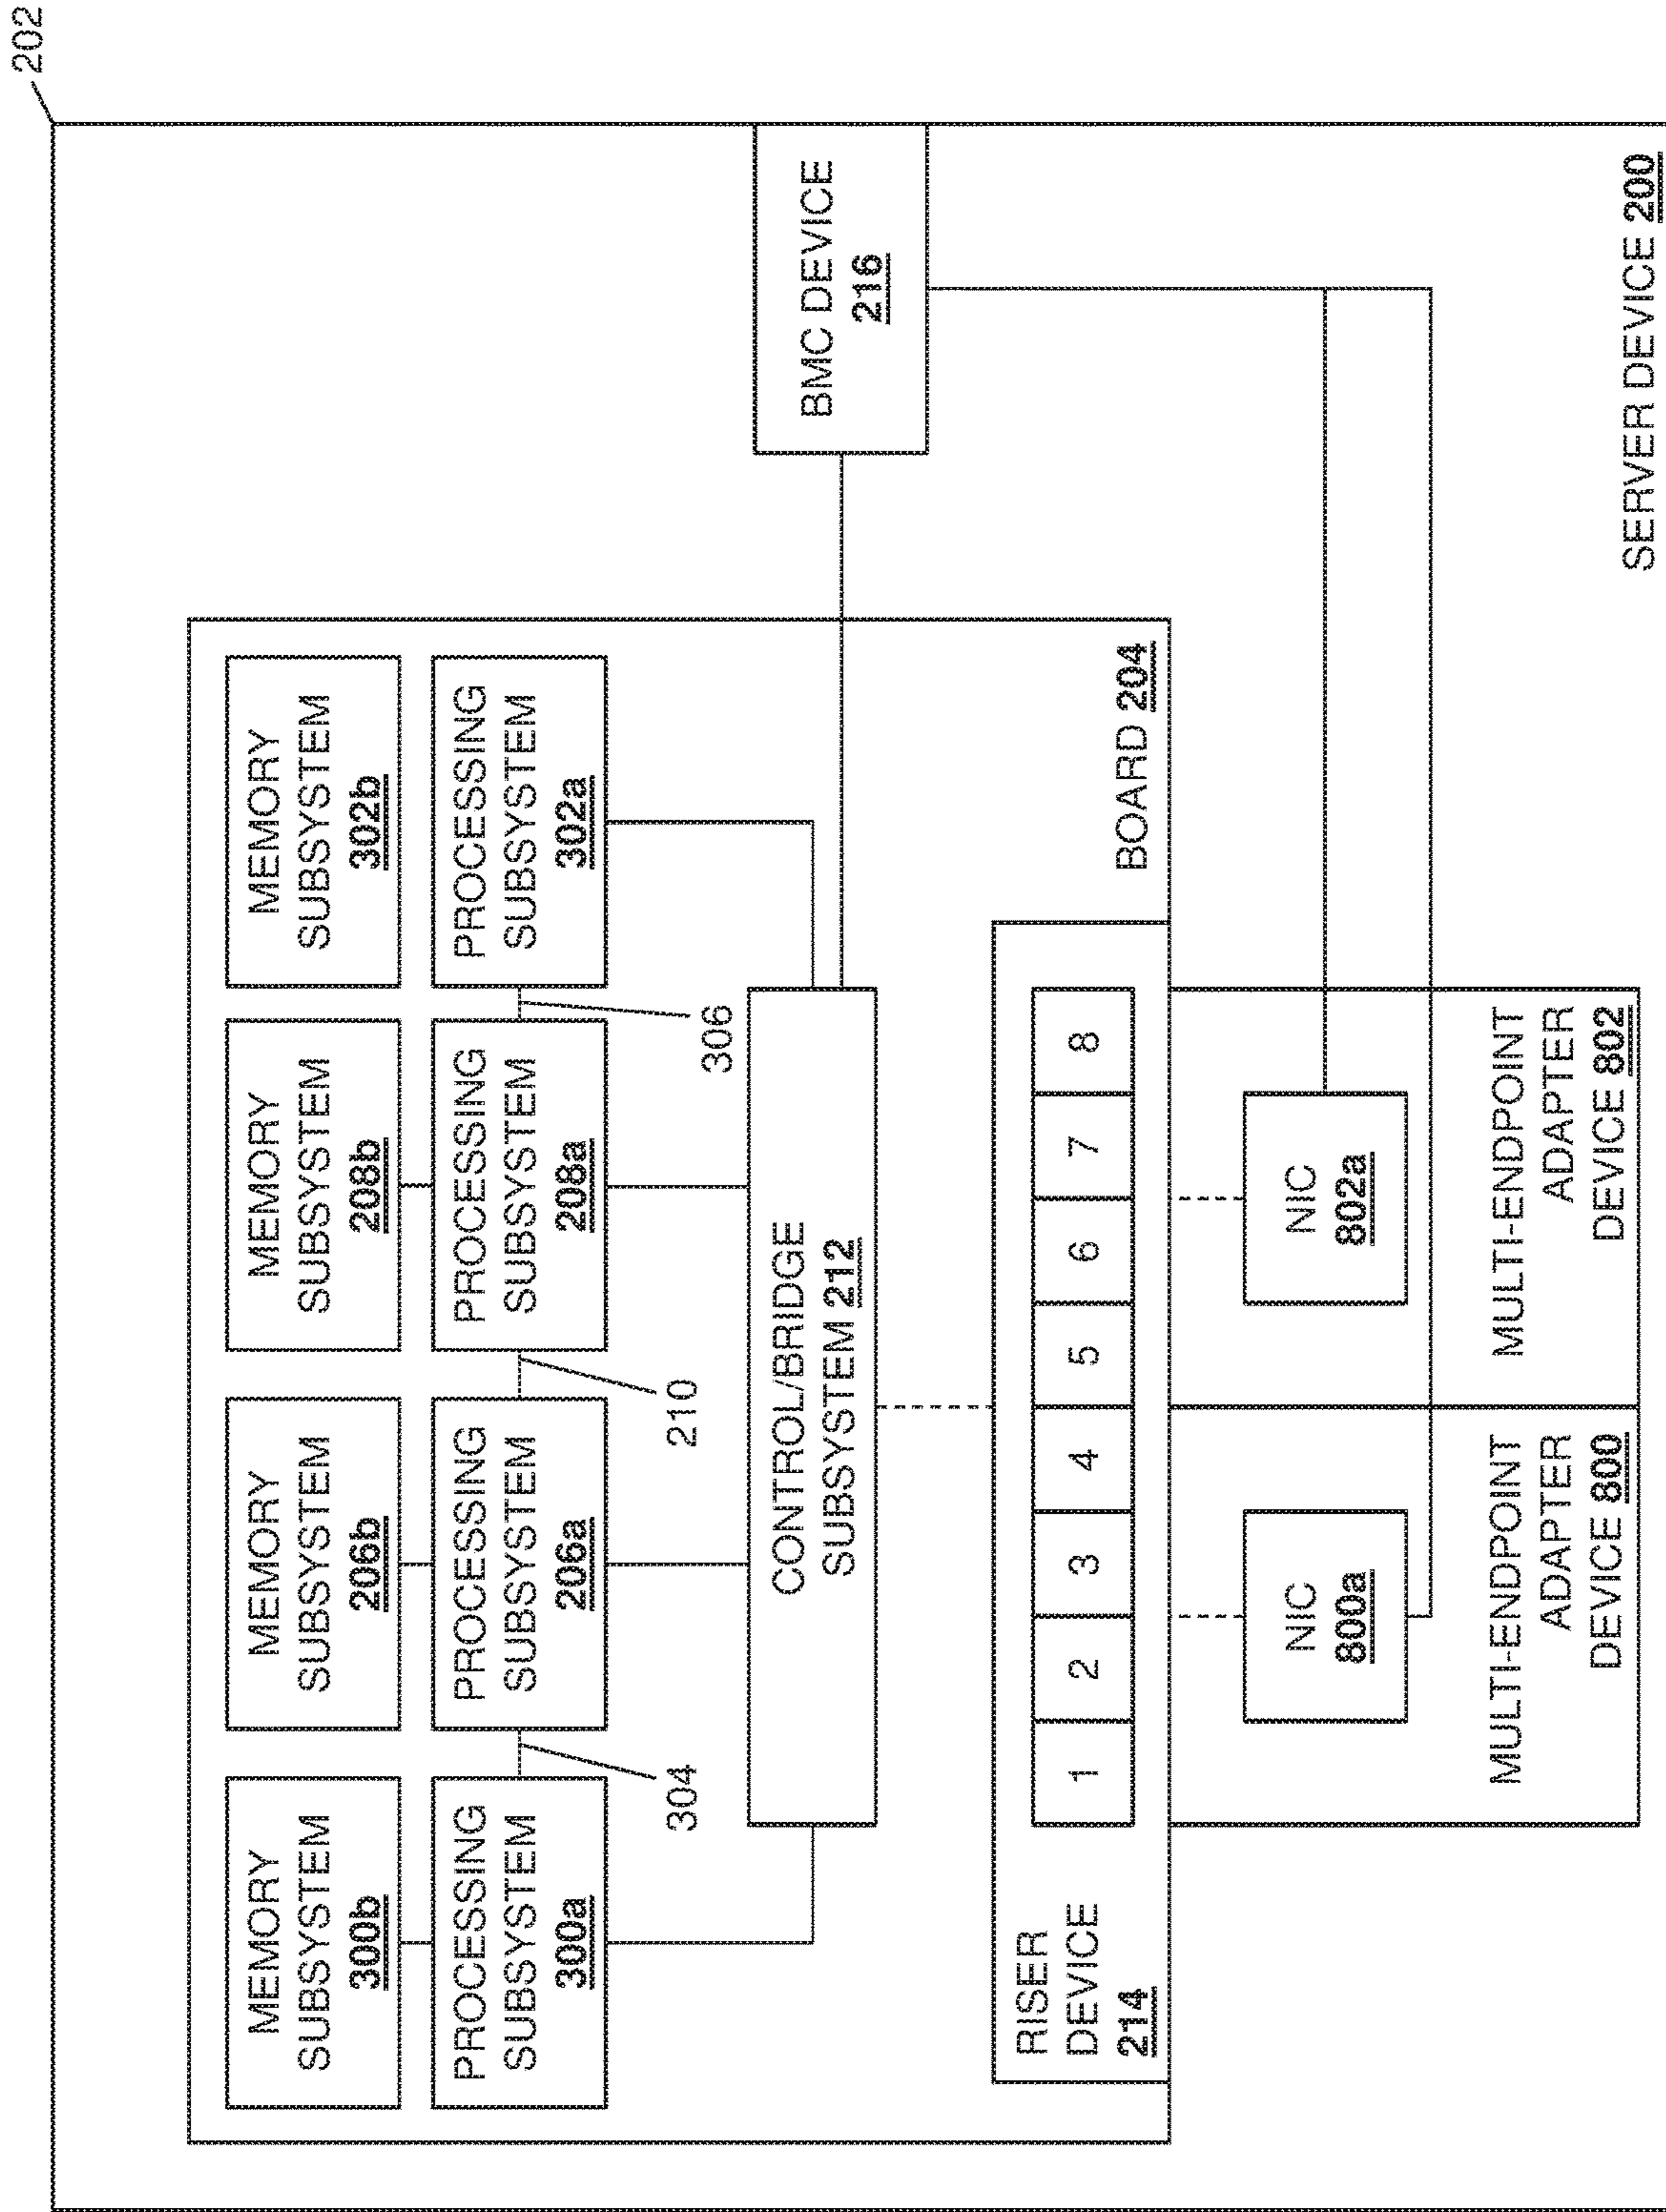 202
MEMORY
SUBSYSTEM
300b
MEMORY
SUBSYSTEM
206b
MEMORY
SUBSYSTEM
208b
MEMORY
SUBSYSTEM
302b
PROCESSING
SUBSYSTEM
300a
PROCESSING
SUBSYSTEM
206a
PROCESSING
SUBSYSTEM
208a
PROCESSING
SUBSYSTEM
302a
304
210
306
CONTROL/BRIDGE
SUBSYSTEM 212
BMC DEVICE
216
RISER
DEVICE
214
1 2 3 4 5 6 7 8
BOARD 204
NIC
800a
NIC
802a
MULTI-ENDPOINT
ADAPTER
DEVICE 800
MULTI-ENDPOINT
ADAPTER
DEVICE 802
SERVER DEVICE 200